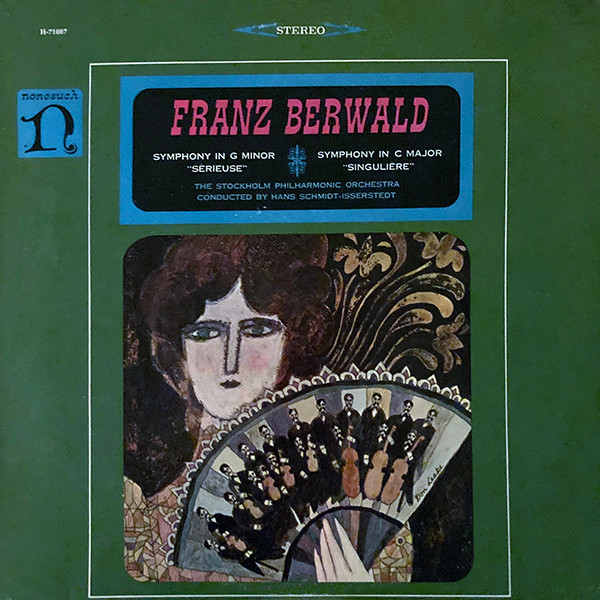 H-71087
STEREO
nonesuch
n
FRANZ BERWALD
SYMPHONY IN G MINOR
"SÉRIEUSE"
SYMPHONY IN C MAJOR
"SINGULIÈRE"
THE STOCKHOLM PHILHARMONIC ORCHESTRA
CONDUCTED BY HANS SCHMIDT-ISSERSTEDT